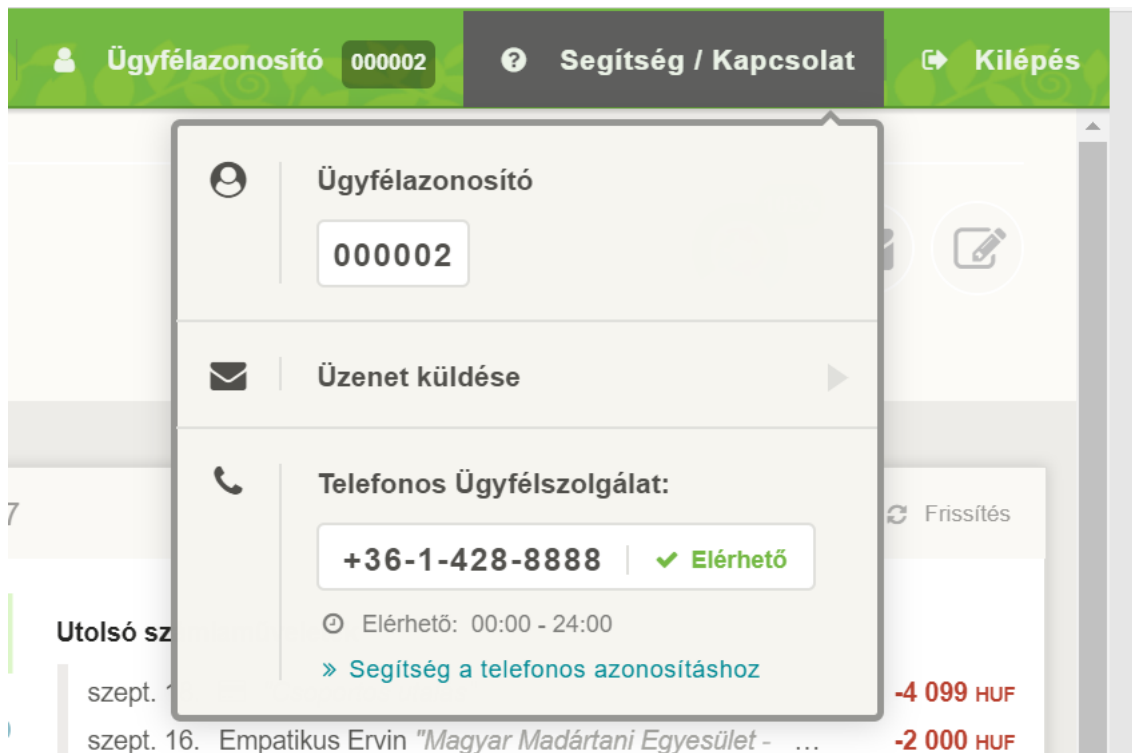 Ügyfélazonosító 000002 Segítség / Kapcsolat Kilépés
Ügyfélazonosító
000002
Üzenet küldése
Telefonos Ügyfélszolgálat:
7 Frissítés
+36-1-428-8888 Elérhető
Elérhető: 00:00 - 24:00
Utolsó
Segítség a telefonos azonosításhoz
szept. -4 099 HUF
szept. 16. Empatikus Ervin "Magyar Madártani Egyesület - ... -2 000 HUF